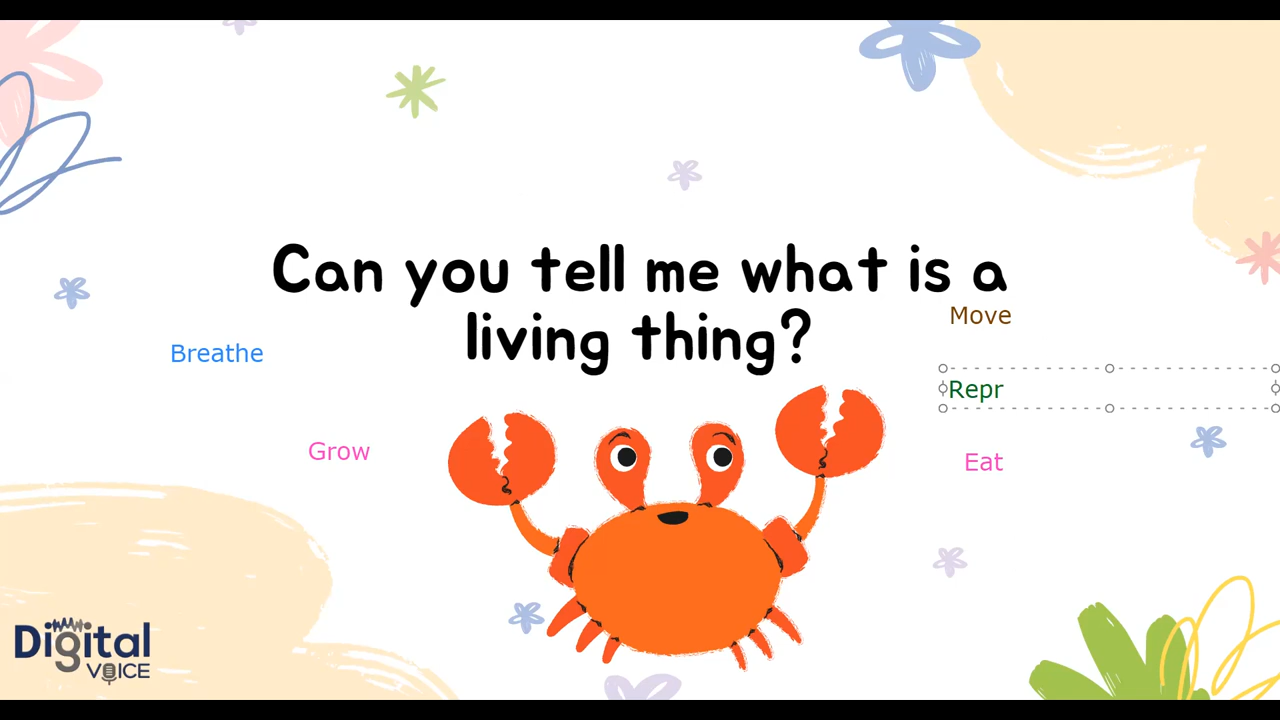 Can you tell me what is a
living thing?
Move
Breathe
Repr
Grow
Eat
Digital
VOICE